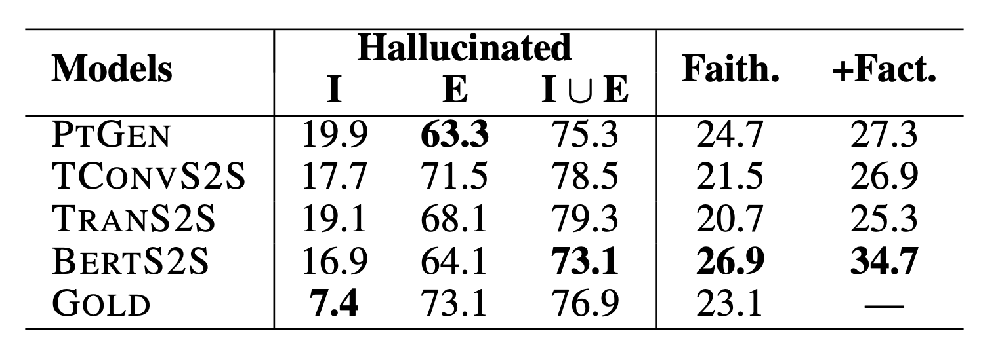 Models Hallucinated Faith. +Fact.
I E I ∪ E
PTGEN 19.9 63.3 75.3 24.7 27.3
TCONVS2S 17.7 71.5 78.5 21.5 26.9
TRANS2S 19.1 68.1 79.3 20.7 25.3
BERTS2S 16.9 64.1 73.1 26.9 34.7
GOLD 7.4 73.1 76.9 23.1 —